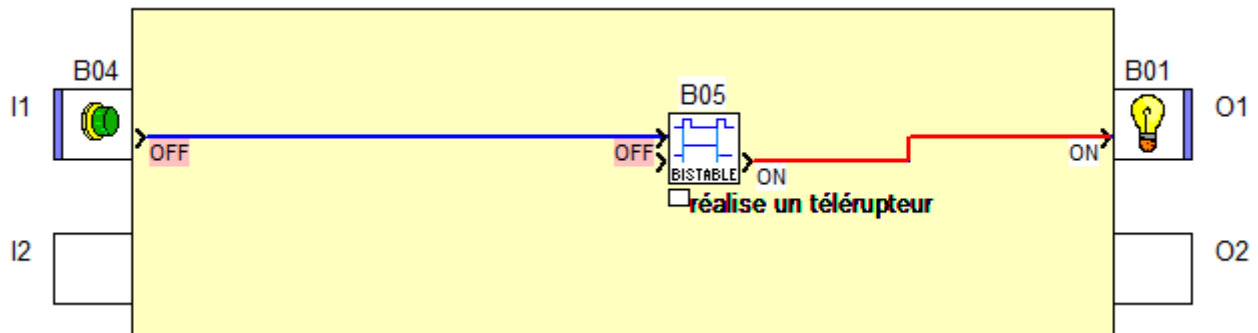 B04
B01
I1
B05
O1
OFF
OFF
BISTABLE
ON
ON
réalise un télérupteur
I2
O2